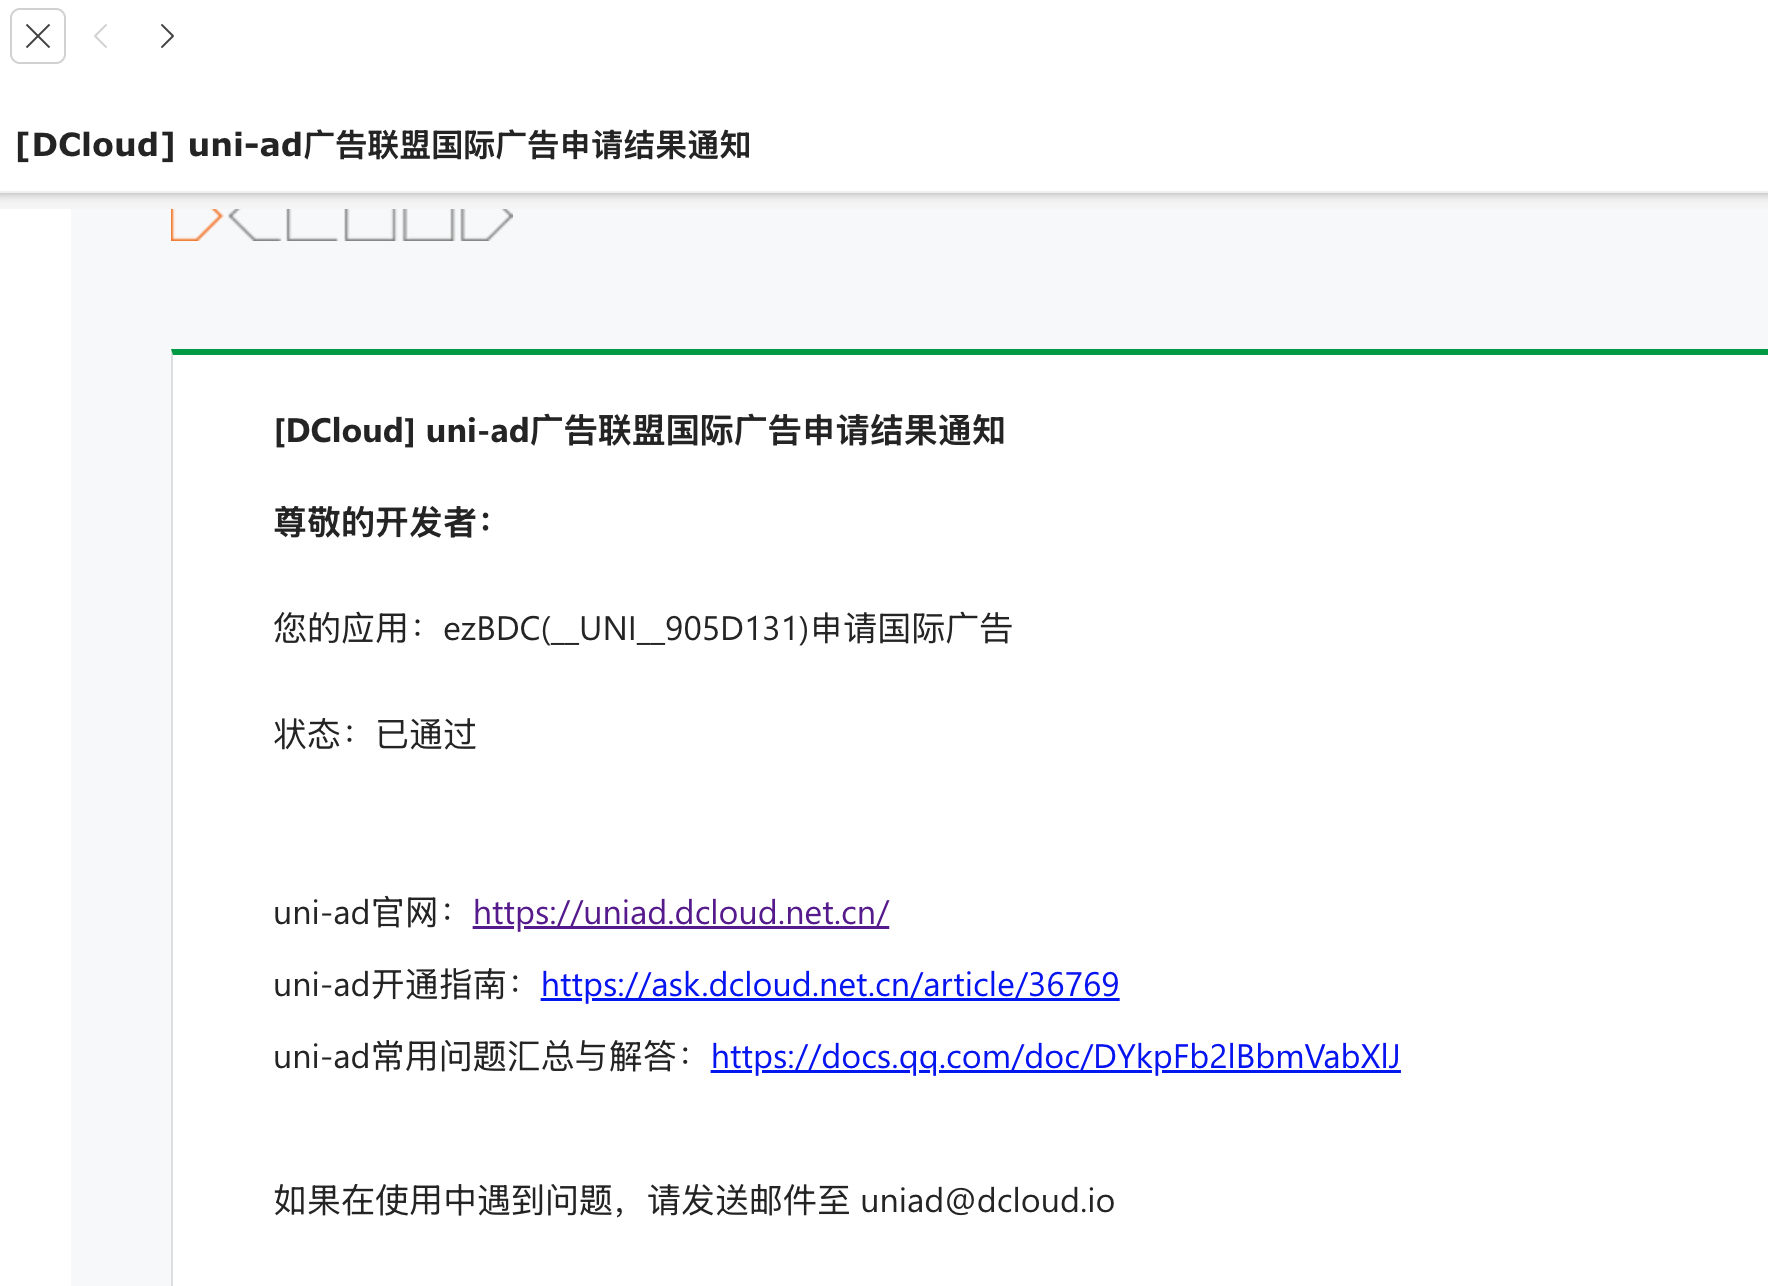 [DCloud] uni-ad广告联盟国际广告申请结果通知
[DCloud] uni-ad广告联盟国际广告申请结果通知
尊敬的开发者：
您的应用：ezBDC(__UNI__905D131)申请国际广告
状态：已通过
uni-ad官网：https://uniad.dcloud.net.cn/
uni-ad开通指南：https://ask.dcloud.net.cn/article/36769
uni-ad常用问题汇总与解答：https://docs.qq.com/doc/DYkpFb2lBbmVabXlJ
如果在使用中遇到问题，请发送邮件至 uniad@dcloud.io